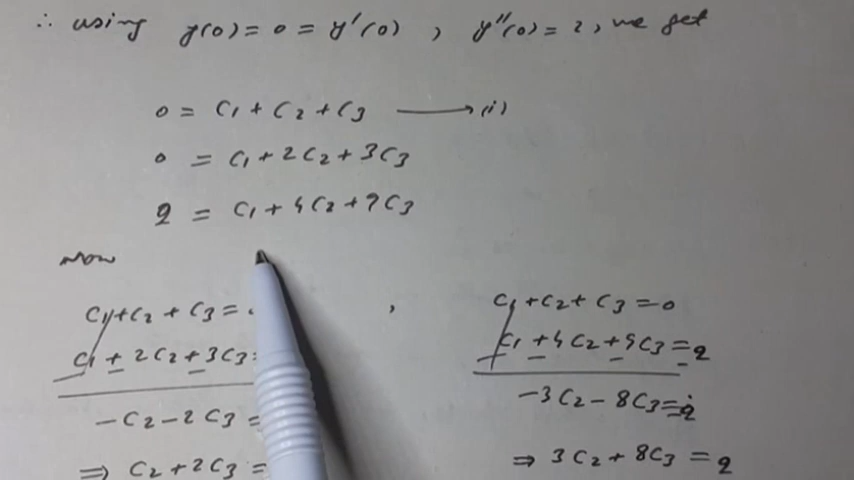 ∴ using y(0) = 0 = y'(0) , y''(0) = 2, we get
0 = C1 + C2 + C3 ⟶ (i)
0 = C1 + 2C2 + 3C3
2 = C1 + 4C2 + 9C3
Now
C1 + C2 + C3 =
C1 + 2C2 + 3C3 =
- C2 - 2C3 =
⇒ C2 + 2C3 =
,
C1 + C2 + C3 = 0
C1 + 4C2 + 9C3 = 2
-3C2 - 8C3 = -2
⇒ 3C2 + 8C3 = 2